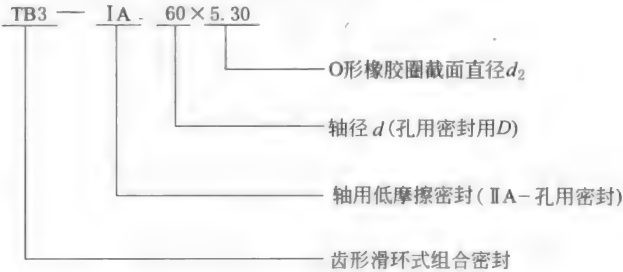 TB3 — ⅠA 60×5.30
O形橡胶圈截面直径d₂
轴径d(孔用密封用D)
轴用低摩擦密封(ⅡA-孔用密封)
齿形滑环式组合密封